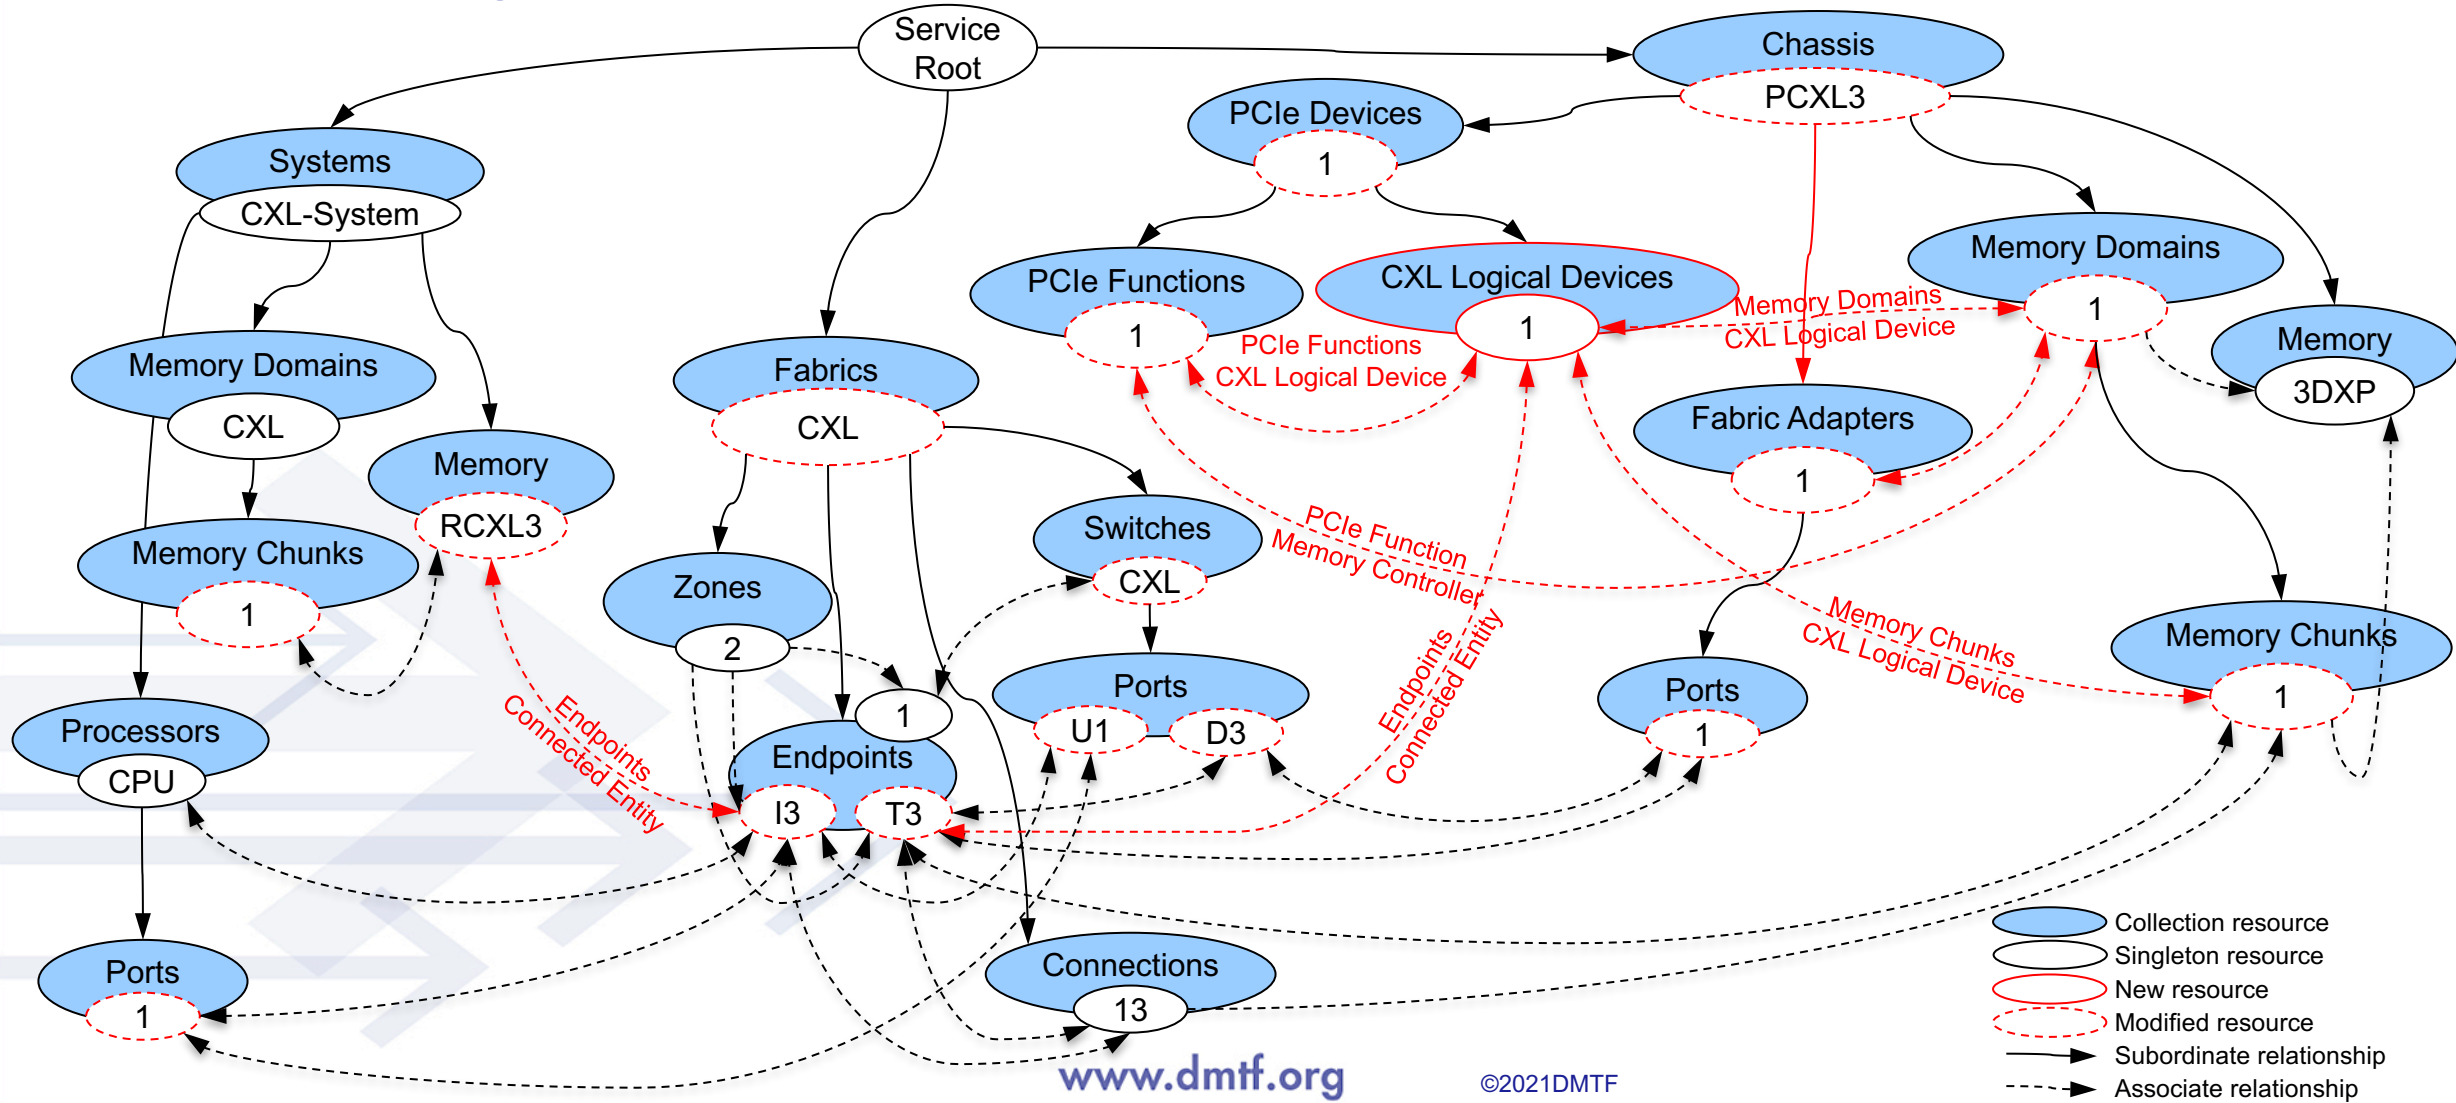 Service
Root
Chassis
PCXL3
PCIe Devices
1
Systems
CXL-System
PCIe Functions
1
CXL Logical Devices
1
Memory Domains
1
Memory Domains
CXL Logical Device
PCIe Functions
CXL Logical Device
Memory
3DXP
Memory Domains
CXL
Fabrics
CXL
Fabric Adapters
1
Memory
RCXL3
Switches
CXL
PCIe Function
Memory Controller
Memory Chunks
1
Zones
2
Endpoints
Connected Entity
Memory Chunks
CXL Logical Device
Memory Chunks
1
Ports
U1
D3
Ports
1
Processors
CPU
Endpoints
Connected Entity
1
Endpoints
I3
T3
Ports
1
Connections
13
Collection resource
Singleton resource
New resource
Modified resource
Subordinate relationship
Associate relationship
www.dmtf.org
©2021DMTF